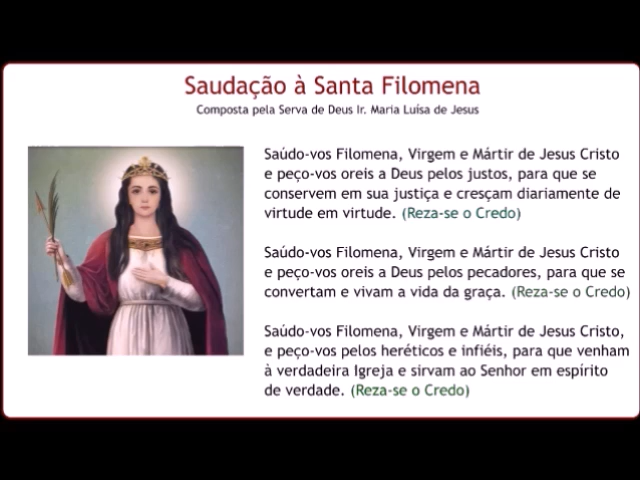 Saudação à Santa Filomena
Composta pela Serva de Deus Ir. Maria Luísa de Jesus
Saúdo-vos Filomena, Virgem e Mártir de Jesus Cristo
e peço-vos oreis a Deus pelos justos, para que se
conservem em sua justiça e cresçam diariamente de
virtude em virtude. (Reza-se o Credo)
Saúdo-vos Filomena, Virgem e Mártir de Jesus Cristo
e peço-vos oreis a Deus pelos pecadores, para que se
convertam e vivam a vida da graça. (Reza-se o Credo)
Saúdo-vos Filomena, Virgem e Mártir de Jesus Cristo,
e peço-vos pelos heréticos e infiéis, para que venham
à verdadeira Igreja e sirvam ao Senhor em espírito
de verdade. (Reza-se o Credo)